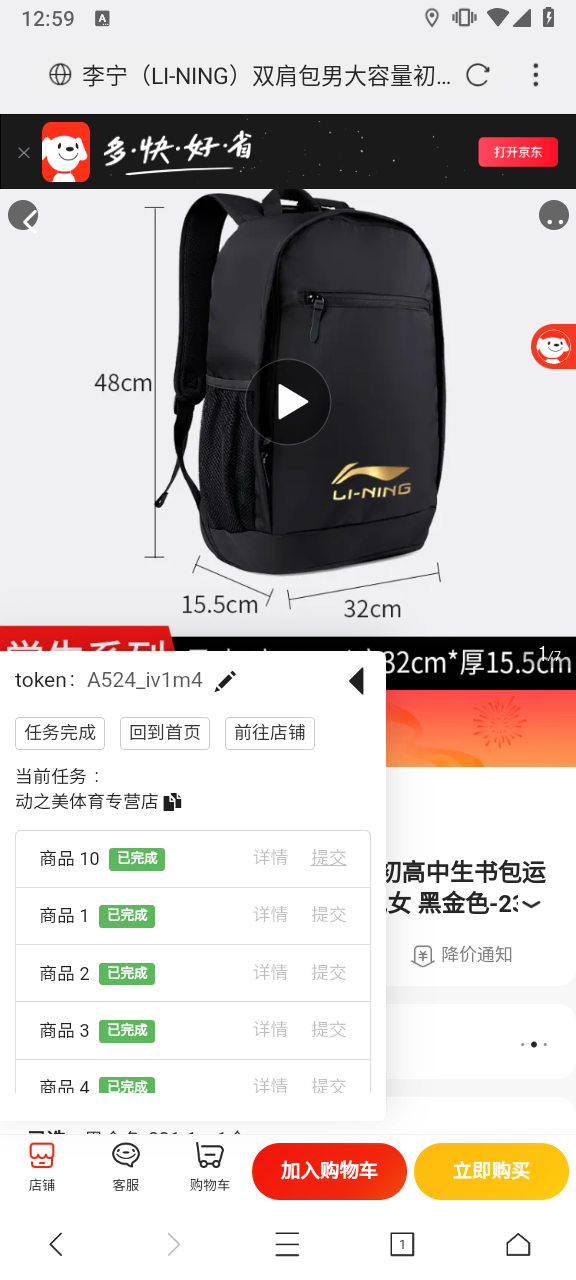 12:59
A
李宁（LI-NING）双肩包男大容量初...
多·快·好·省
打开京东
48cm
LI-NING
15.5cm
32cm
学生系列
32cm*厚15.5cm
1/7
token： A524_iv1m4
任务完成 回到首页 前往店铺
当前任务：
动之美体育专营店
商品 10 已完成 详情 提交
商品 1 已完成 详情 提交
商品 2 已完成 详情 提交
商品 3 已完成 详情 提交
商品 4 已完成 详情 提交
初高中生书包运
女 黑金色-23
降价通知
店铺 客服 购物车 加入购物车 立即购买
1